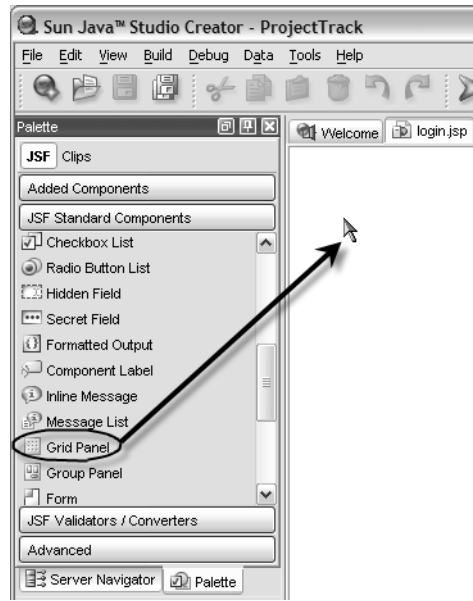 Sun Java™ Studio Creator - ProjectTrack
File Edit View Build Debug Data Tools Help
Palette
Welcome login.jsp
JSF Clips
Added Components
JSF Standard Components
Checkbox List
Radio Button List
Hidden Field
Secret Field
Formatted Output
Component Label
Inline Message
Message List
Grid Panel
Group Panel
Form
JSF Validators / Converters
Advanced
Server Navigator Palette